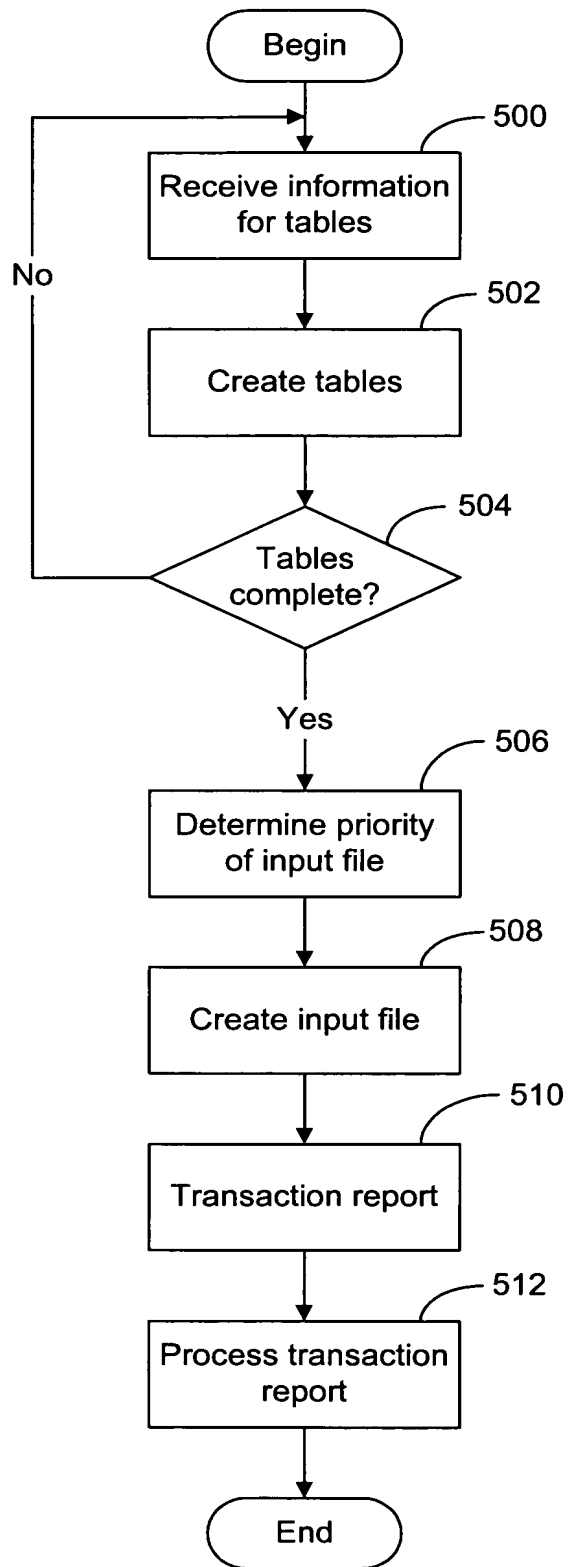 Begin
500
Receive information
for tables
No
502
Create tables
504
Tables
complete?
Yes
506
Determine priority
of input file
508
Create input file
510
Transaction report
512
Process transaction
report
End